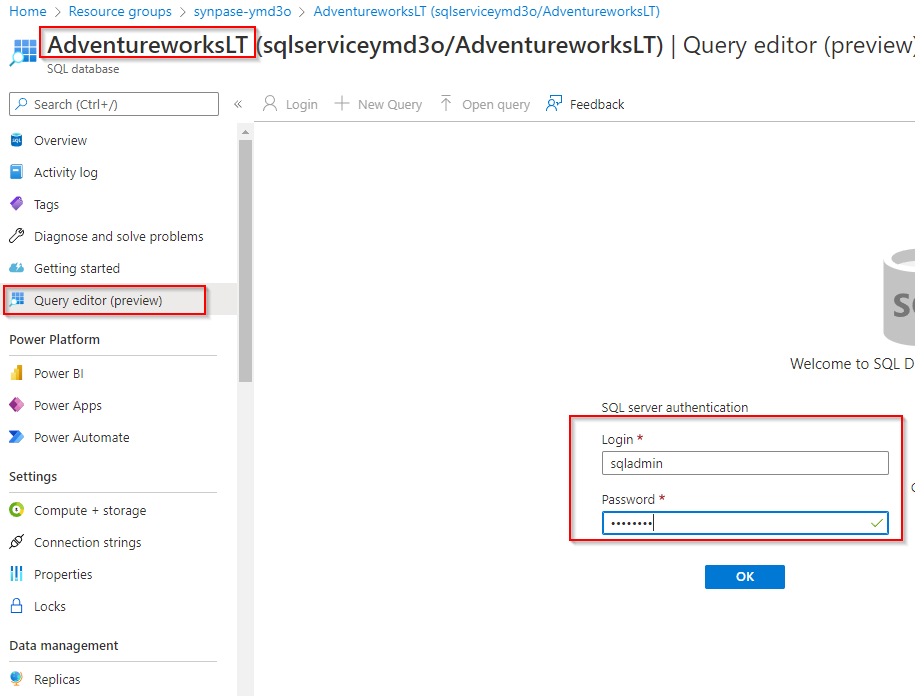 Home > Resource groups > synpase-ymd3o > AdventureworksLT (sqlserviceymd3o/AdventureworksLT)
AdventureworksLT (sqlserviceymd3o/AdventureworksLT) | Query editor (preview)
SQL database
Search (Ctrl+/)
«
Login
New Query
Open query
Feedback
Overview
Activity log
Tags
Diagnose and solve problems
Getting started
Query editor (preview)
Power Platform
Power BI
Power Apps
Power Automate
Settings
Compute + storage
Connection strings
Properties
Locks
Data management
Replicas
Welcome to SQL D
SQL server authentication
Login *
sqladmin
Password *
••••••••
OK